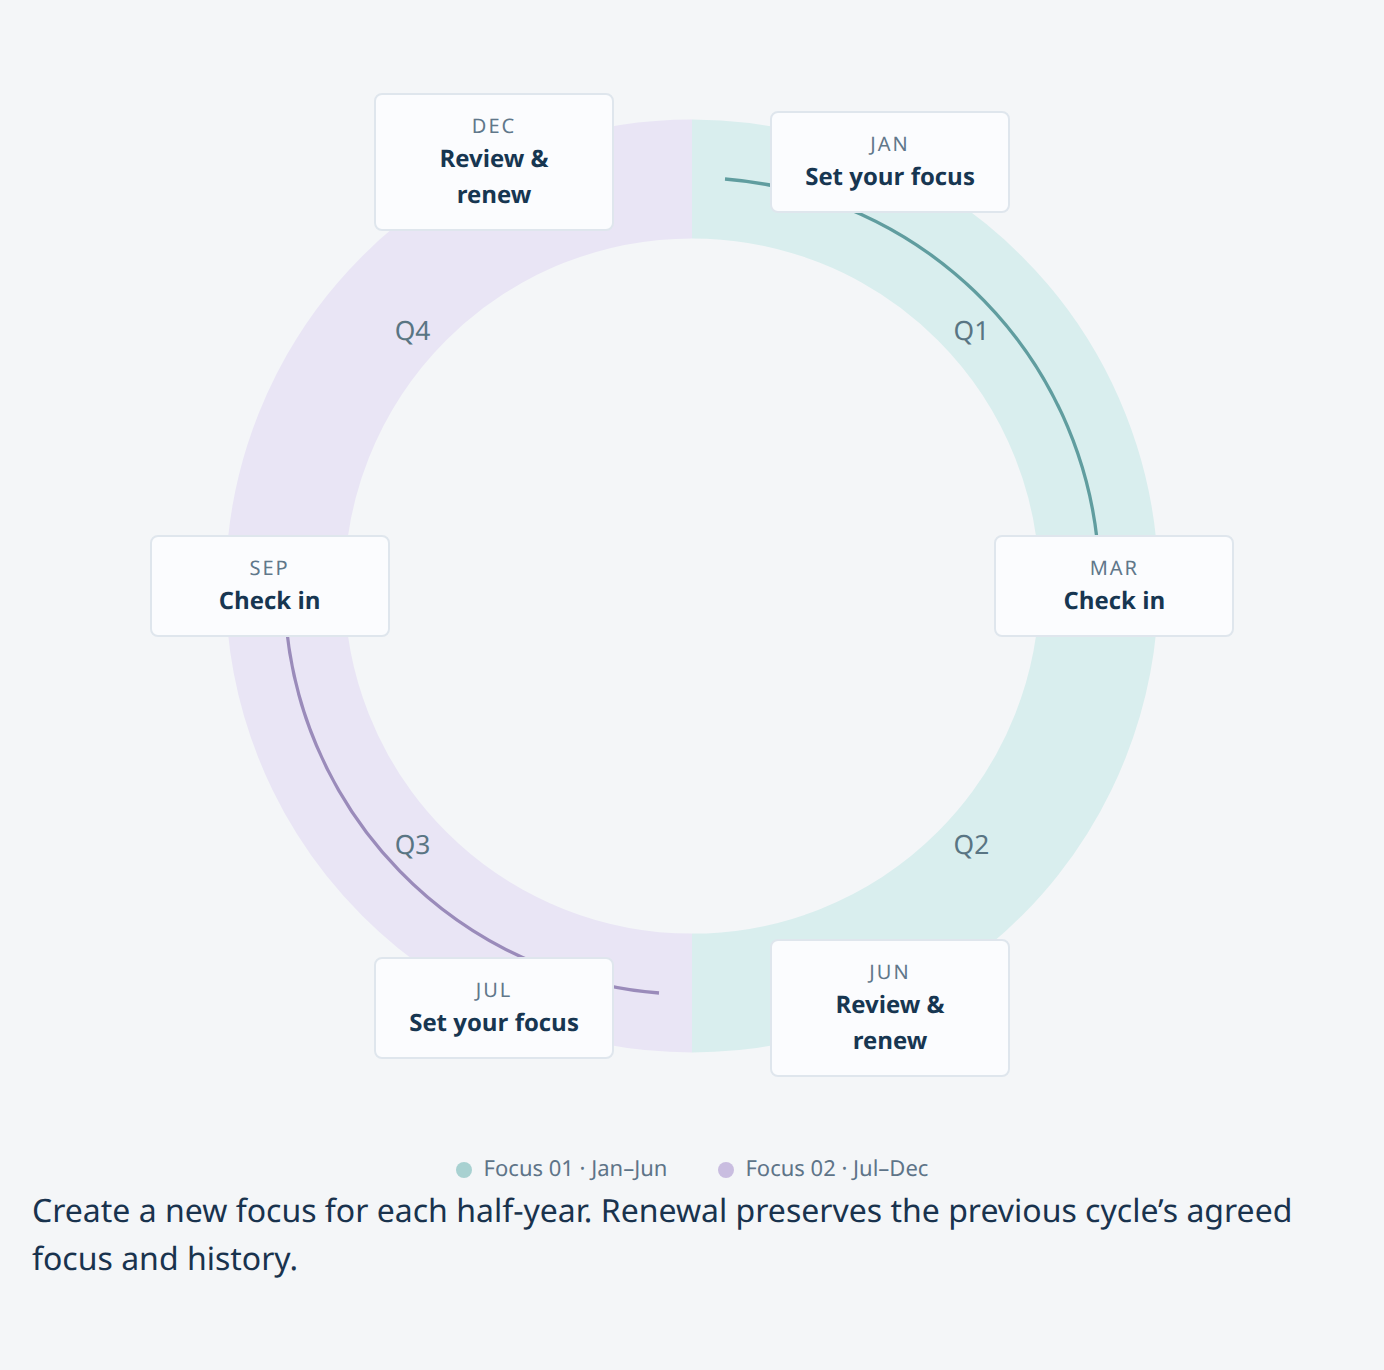 DEC
Review &
renew
JAN
Set your focus
Q4
Q1
SEP
Check in
MAR
Check in
Q3
Q2
JUL
Set your focus
JUN
Review &
renew
Focus 01 · Jan–Jun
Focus 02 · Jul–Dec
Create a new focus for each half-year. Renewal preserves the previous cycle’s agreed
focus and history.